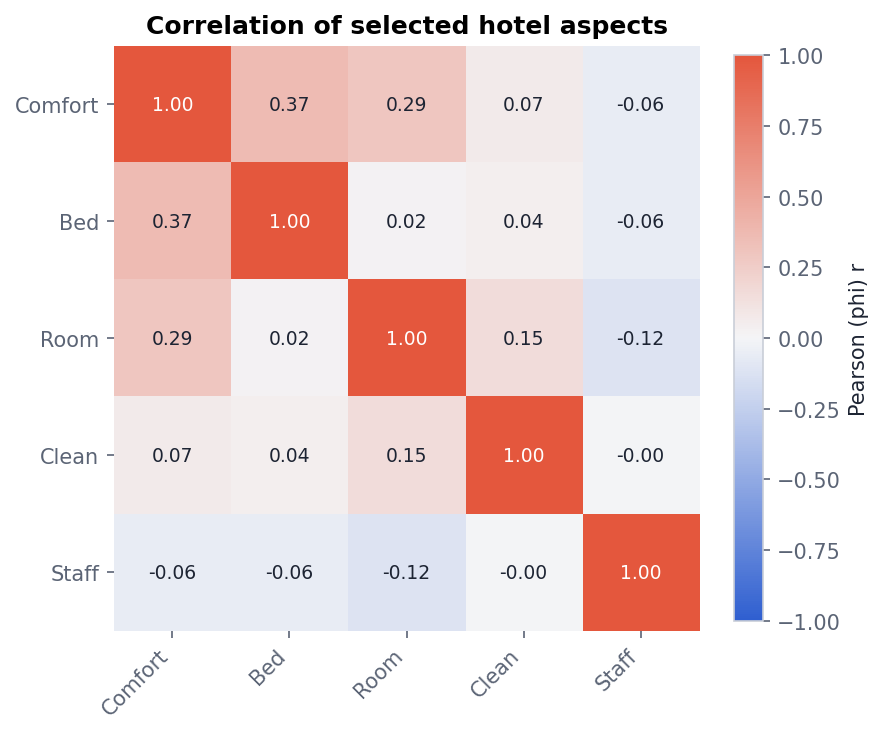 Correlation of selected hotel aspects
Comfort 1.00 0.37 0.29 0.07 -0.06
Bed 0.37 1.00 0.02 0.04 -0.06
Room 0.29 0.02 1.00 0.15 -0.12
Clean 0.07 0.04 0.15 1.00 -0.00
Staff -0.06 -0.06 -0.12 -0.00 1.00
Comfort Bed Room Clean Staff
1.00
0.75
0.50
0.25
0.00
−0.25
−0.50
−0.75
−1.00
Pearson (phi) r